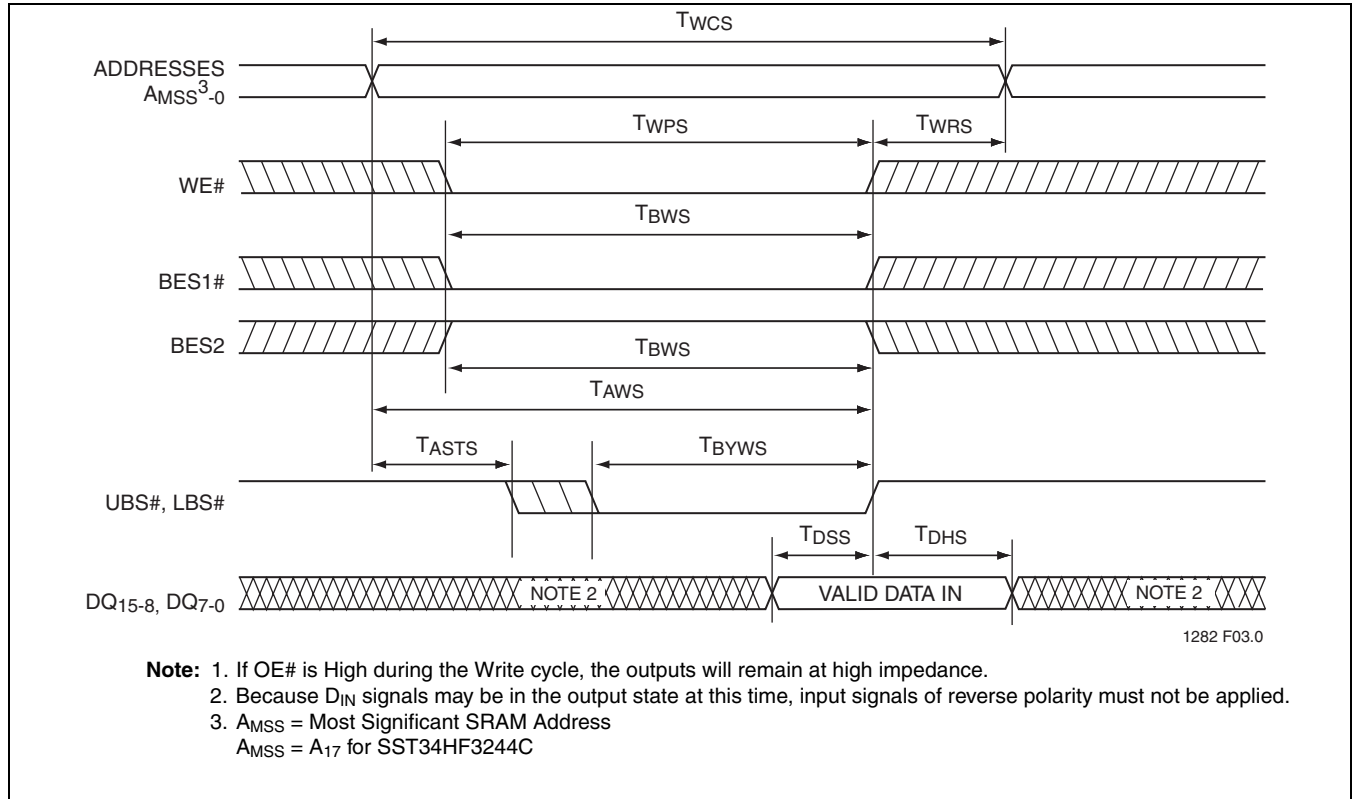 TWCS
ADDRESSES
AMSS3-0
TWPS
TWRS
WE#
TBWS
BES1#
BES2
TBWS
TAWS
TASTS
TBYWS
UBS#, LBS#
TDSS
TDHS
DQ15-8, DQ7-0
NOTE 2
VALID DATA IN
NOTE 2
1282 F03.0
Note: 1. If OE# is High during the Write cycle, the outputs will remain at high impedance.
2. Because DIN signals may be in the output state at this time, input signals of reverse polarity must not be applied.
3. AMSS = Most Significant SRAM Address
AMSS = A17 for SST34HF3244C